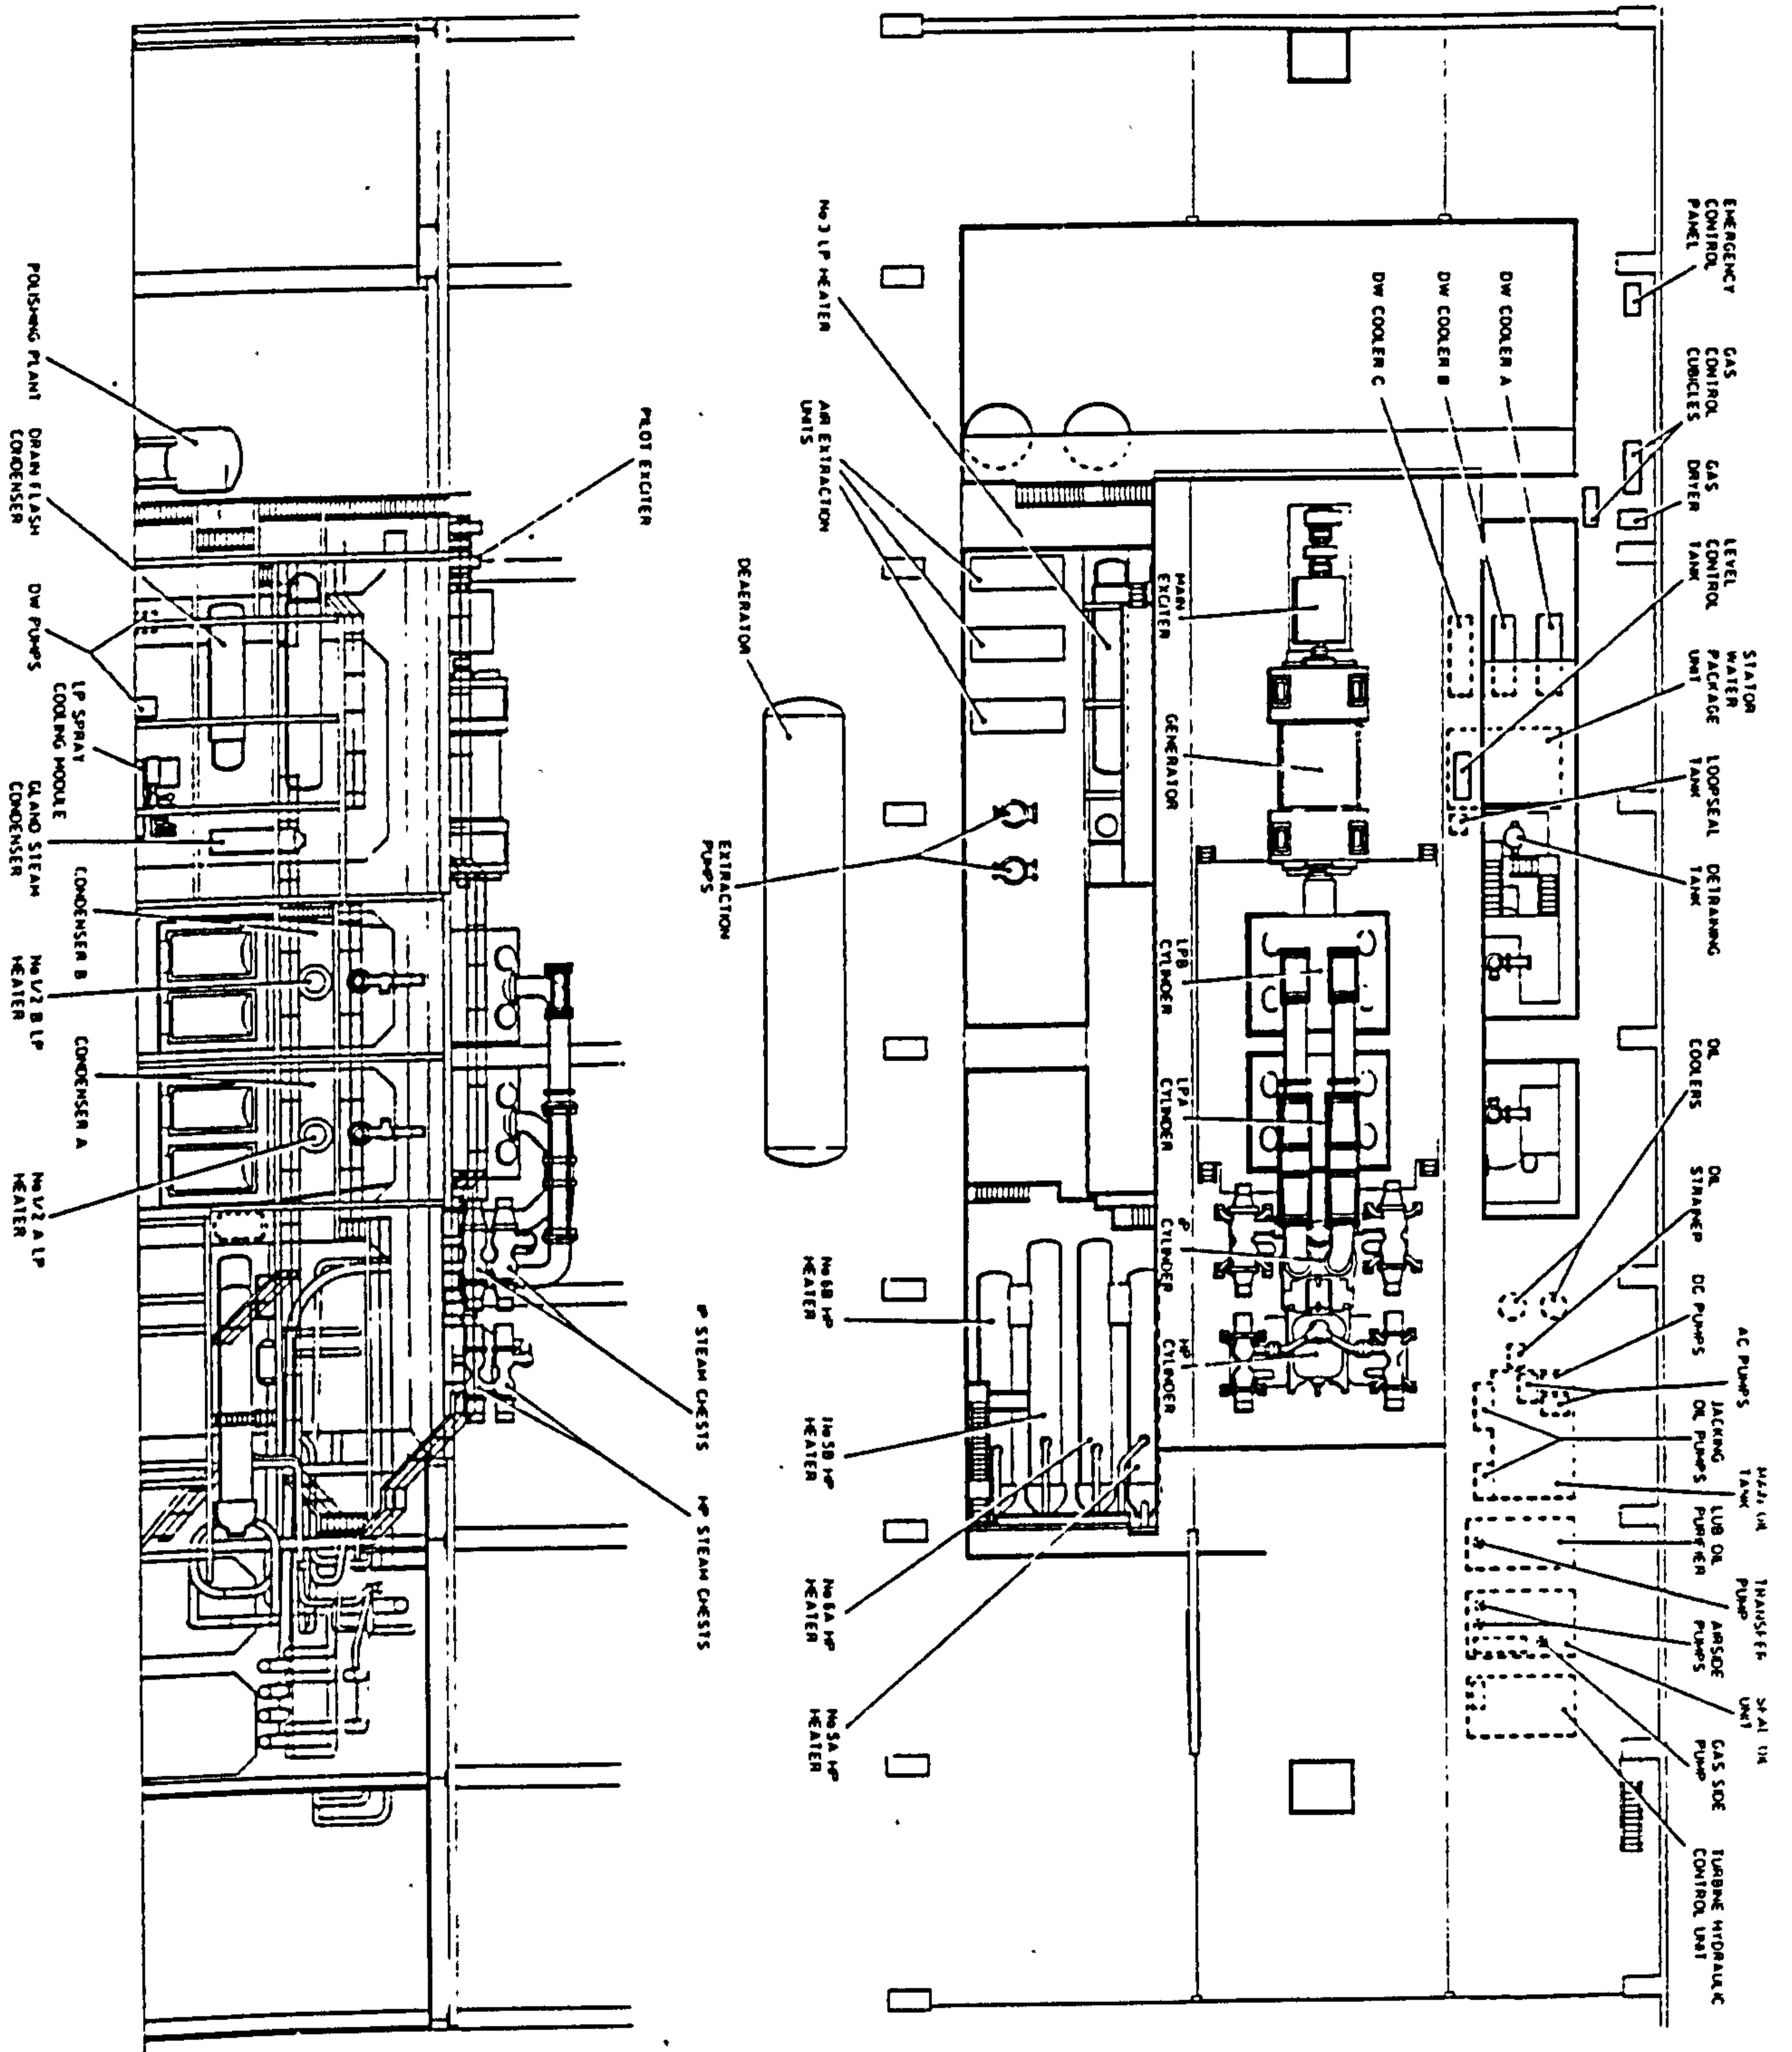 EMERGENCY
CONTROL
PANEL
GAS
CONTROL
CUBICLES
GAS
DRYER
LEVEL
CONTROL
TANK
STATOR
WATER
PACKAGE
UNIT
LOOPSEAL
TANK
DETRAINING
TANK
OIL
COOLERS
OIL
STRAINER
DC PUMPS
AC PUMPS
JACKING
OIL PUMPS
MAIN OIL
TANK
LUB OIL
PURIFIER
TRANSFER
PUMP
AIRSIDE
PUMPS
SEAL OIL
UNIT
GAS SIDE
PUMP
TURBINE HYDRAULIC
CONTROL UNIT
DW COOLER A
DW COOLER B
DW COOLER C
MAIN
EXCITER
GENERATOR
LPB
CYLINDER
LPA
CYLINDER
IP
CYLINDER
HP
CYLINDER
No 3 LP HEATER
AIR EXTRACTION
UNITS
DEAERATOR
EXTRACTION
PUMPS
No 6B HP
HEATER
No 5B HP
HEATER
No 6A HP
HEATER
No 5A HP
HEATER
PILOT EXCITER
IP STEAM CHESTS
HP STEAM CHESTS
POLISHING PLANT
DRAIN FLASH
CONDENSER
DW PUMPS
LP SPRAY
COOLING MODULE
GLAND STEAM
CONDENSER
CONDENSER B
No 1/2 B LP
HEATER
CONDENSER A
No 1/2 A LP
HEATER